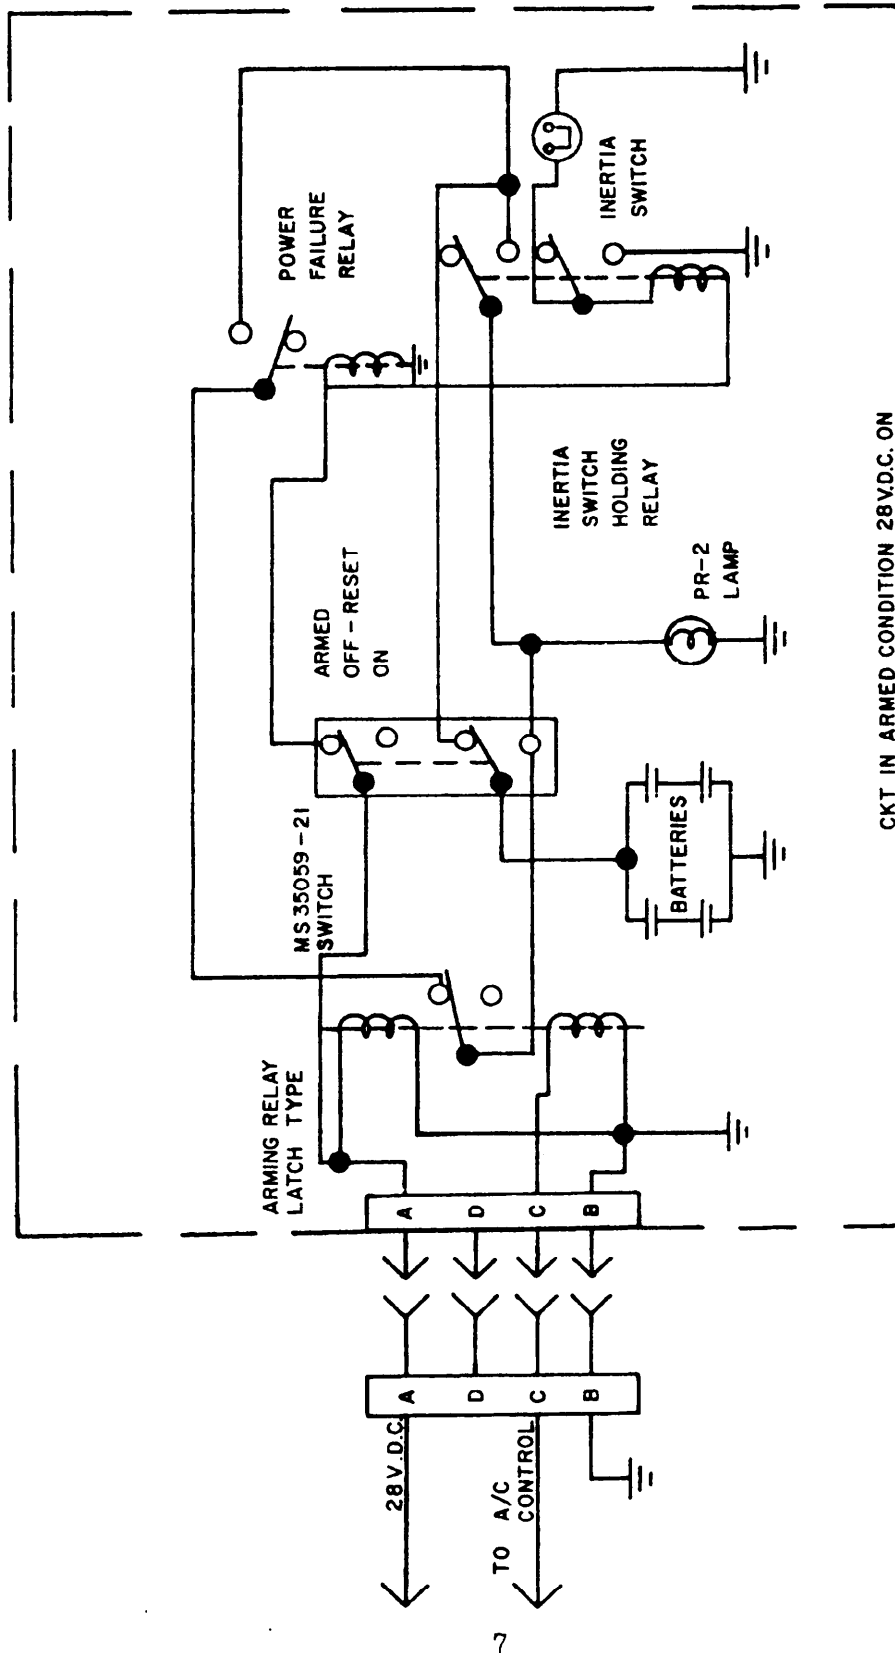 POWER
FAILURE
RELAY
INERTIA
SWITCH
ARMED
OFF-RESET
ON
INERTIA
SWITCH
HOLDING
RELAY
PR-2
LAMP
MS 35059-21
SWITCH
BATTERIES
ARMING RELAY
LATCH TYPE
A
D
C
B
A
D
C
B
28V.D.C.
TO A/C
CONTROL
CKT IN ARMED CONDITION 28V.D.C. ON
7